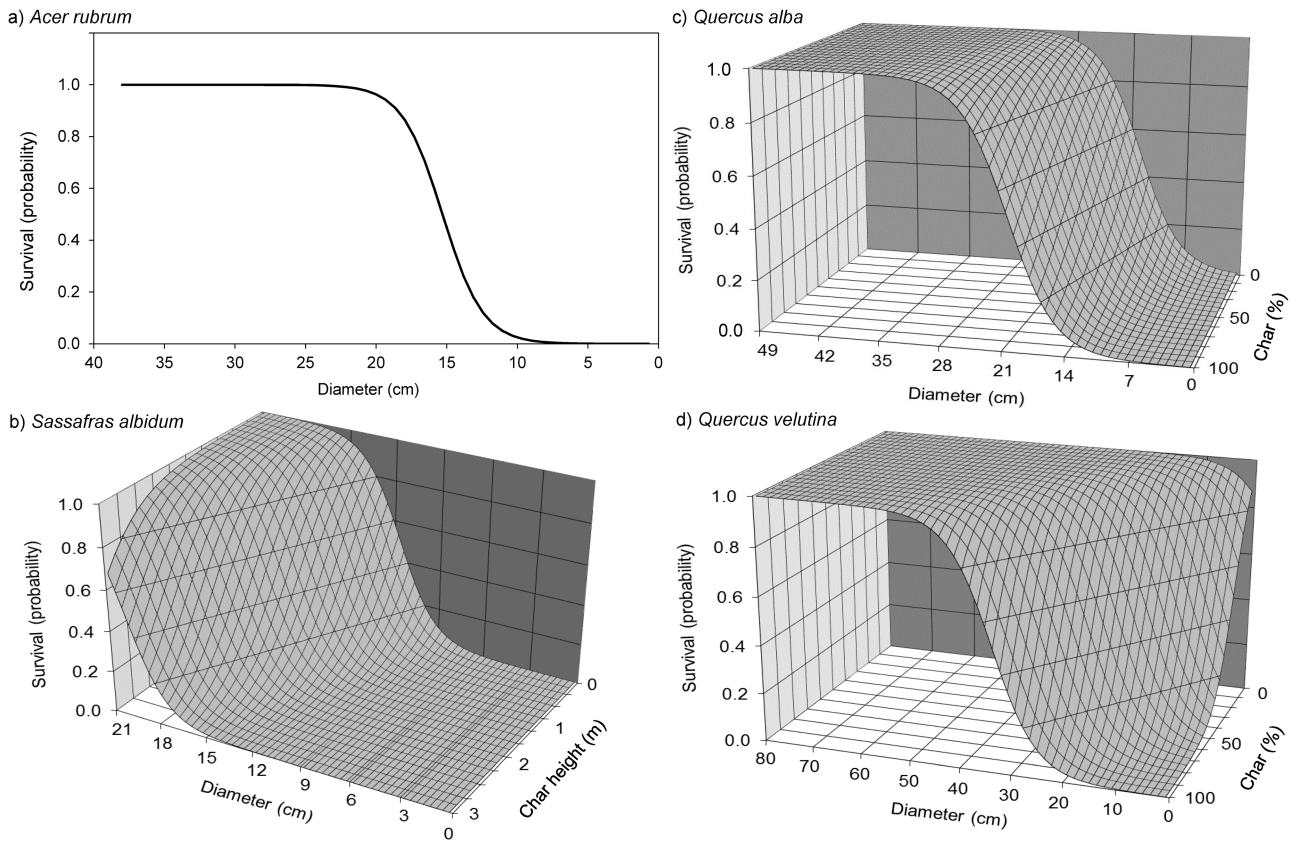 a) Acer rubrum
Survival (probability)
1.0
0.8
0.6
0.4
0.2
0.0
40 35 30 25 20 15 10 5 0
Diameter (cm)
b) Sassafras albidum
Survival (probability)
1.0
0.8
0.6
0.4
0.2
0.0
21 18 15 12 9 6 3 0
Diameter (cm)
0
1
2
3
Char height (m)
c) Quercus alba
Survival (probability)
1.0
0.8
0.6
0.4
0.2
0.0
49 42 35 28 21 14 7 0
Diameter (cm)
0
50
100
Char (%)
d) Quercus velutina
Survival (probability)
1.0
0.8
0.6
0.4
0.2
0.0
80 70 60 50 40 30 20 10 0
Diameter (cm)
0
50
100
Char (%)